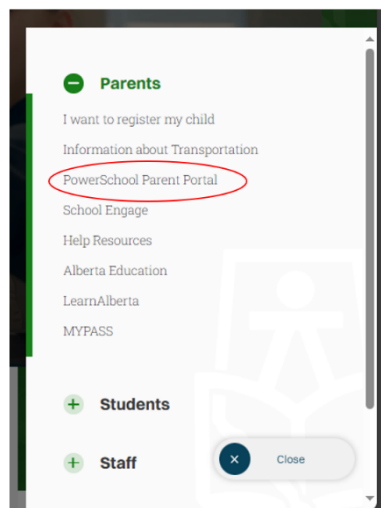 Parents
I want to register my child
Information about Transportation
PowerSchool Parent Portal
School Engage
Help Resources
Alberta Education
LearnAlberta
MYPASS
Students
Staff
Close